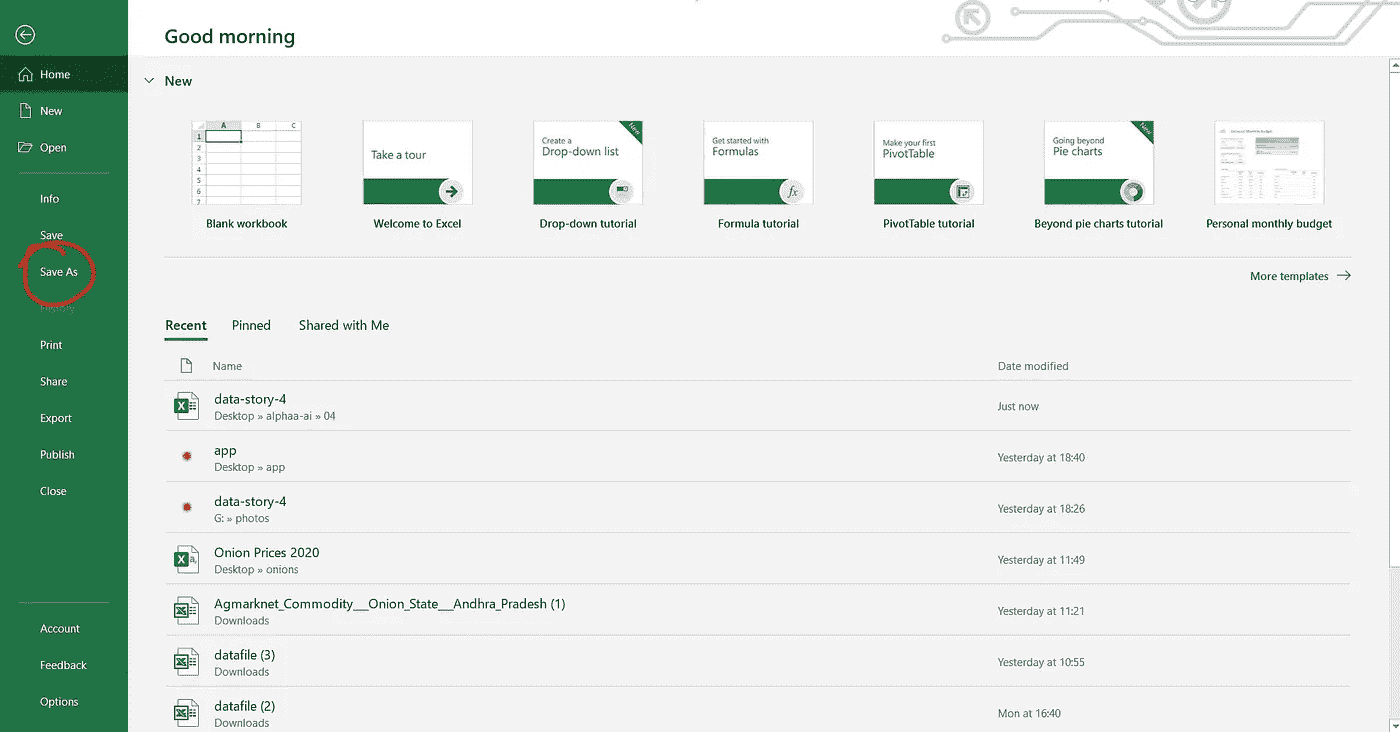 Good morning
Home
New
Open
Info
Save
Save As
History
Print
Share
Export
Publish
Close
Account
Feedback
Options
New
A B C
1
2
3
4
5
6
7
Blank workbook
Take a tour
Welcome to Excel
New
Create a
Drop-down list
Drop-down tutorial
Get started with
Formulas
fx
Formula tutorial
Make your first
PivotTable
PivotTable tutorial
New
Going beyond
Pie charts
Beyond pie charts tutorial
Personal monthly budget
More templates
Recent Pinned Shared with Me
Name Date modified
data-story-4
Desktop » alphaa-ai » 04
Just now
app
Desktop » app
Yesterday at 18:40
data-story-4
G: » photos
Yesterday at 18:26
Onion Prices 2020
Desktop » onions
Yesterday at 11:49
Agmarknet_Commodity___Onion_State___Andhra_Pradesh (1)
Downloads
Yesterday at 11:21
datafile (3)
Downloads
Yesterday at 10:55
datafile (2)
Downloads
Mon at 16:40